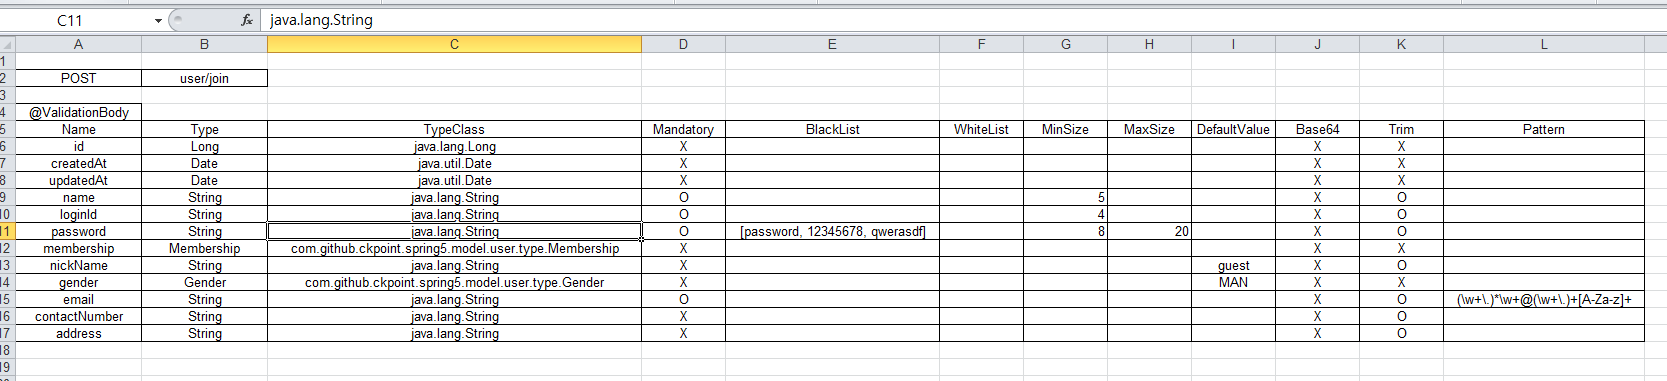 C11 fx java.lang.String
A B C D E F G H I J K L
1
2 POST user/join
3
4 @ValidationBody
5 Name Type TypeClass Mandatory BlackList WhiteList MinSize MaxSize DefaultValue Base64 Trim Pattern
6 id Long java.lang.Long X X X
7 createdAt Date java.util.Date X X X
8 updatedAt Date java.util.Date X X X
9 name String java.lang.String O 5 X O
10 loginId String java.lang.String O 4 X O
11 password String java.lang.String O [password, 12345678, qwerasdf] 8 20 X O
12 membership Membership com.github.ckpoint.spring5.model.user.type.Membership X X X
13 nickName String java.lang.String X guest X O
14 gender Gender com.github.ckpoint.spring5.model.user.type.Gender X MAN X X
15 email String java.lang.String O X O (\w+\.)*\w+@(\w+\.)+[A-Za-z]+
16 contactNumber String java.lang.String X X O
17 address String java.lang.String X X O
18
19